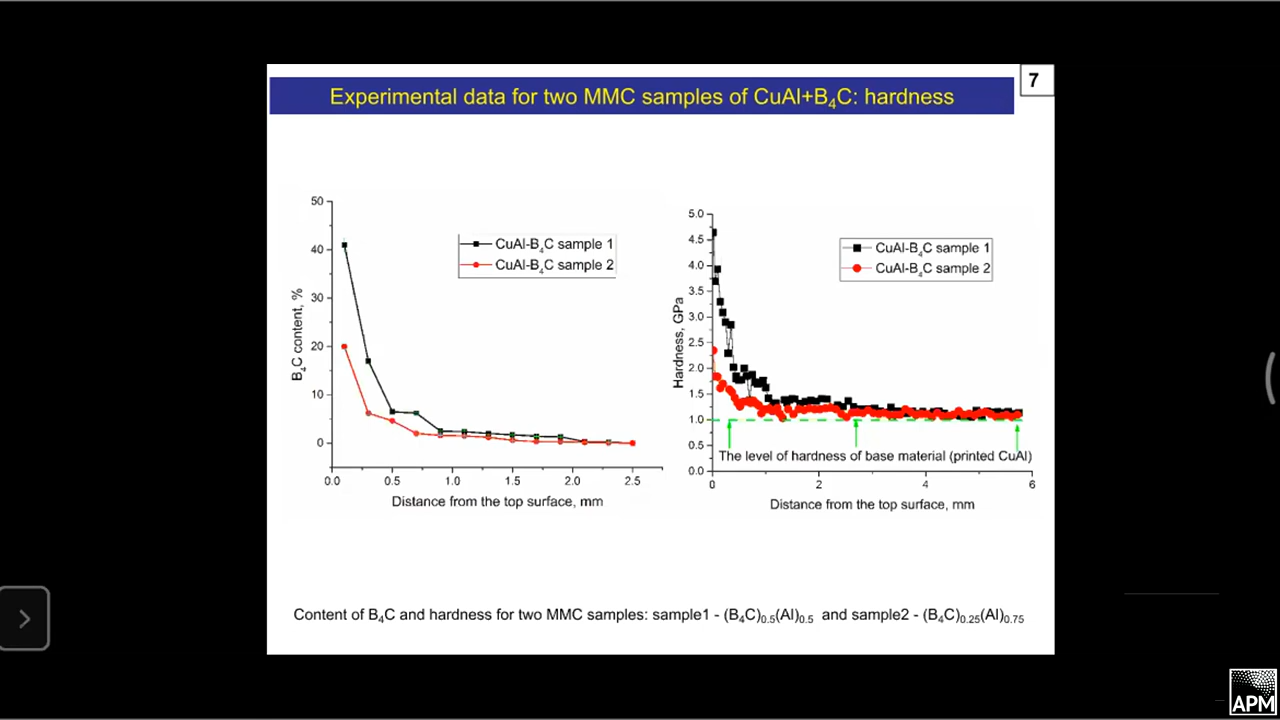 7
Experimental data for two MMC samples of CuAl+B₄C: hardness
50
40
30
20
10
0
B₄C content, %
CuAl-B₄C sample 1
CuAl-B₄C sample 2
0.0 0.5 1.0 1.5 2.0 2.5
Distance from the top surface, mm
5.0
4.5
4.0
3.5
3.0
2.5
2.0
1.5
1.0
0.5
0.0
Hardness, GPa
CuAl-B₄C sample 1
CuAl-B₄C sample 2
The level of hardness of base material (printed CuAl)
0 2 4 6
Distance from the top surface, mm
Content of B₄C and hardness for two MMC samples: sample1 - (B₄C)₀.₅(Al)₀.₅ and sample2 - (B₄C)₀.₂₅(Al)₀.₇₅
APM